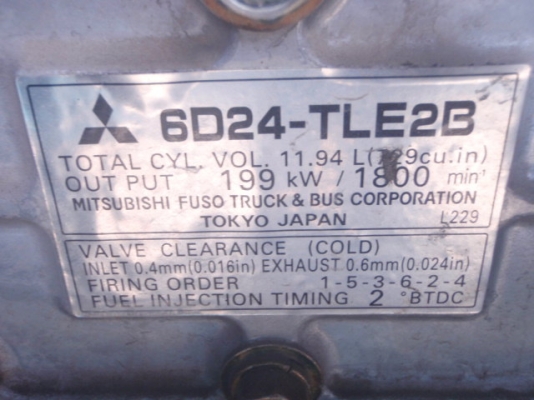 6D24-TLE2B
TOTAL CYL. VOL. 11.94 L(729cu.in)
OUT PUT 199 kW / 1800 min⁻¹
MITSUBISHI FUSO TRUCK & BUS CORPORATION
TOKYO JAPAN L229
VALVE CLEARANCE (COLD)
INLET 0.4mm(0.016in) EXHAUST 0.6mm(0.024in)
FIRING ORDER 1-5-3-6-2-4
FUEL INJECTION TIMING 2 °BTDC